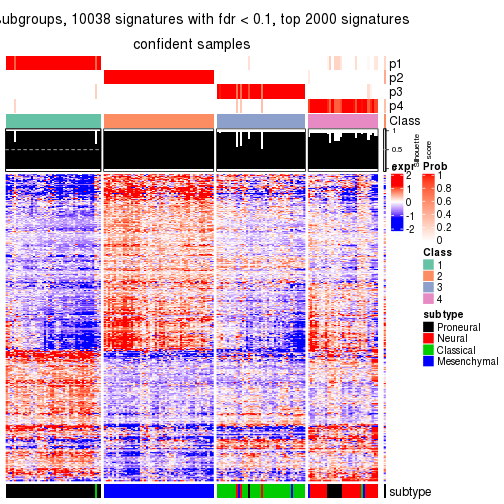 subgroups, 10038 signatures with fdr < 0.1, top 2000 signatures
confident samples
p1
p2
p3
p4
Class
1
0.5
0
Silhouette
score
expr
2
1
0
-1
-2
Prob
1
0.8
0.6
0.4
0.2
0
Class
1
2
3
4
subtype
Proneural
Neural
Classical
Mesenchymal
subtype